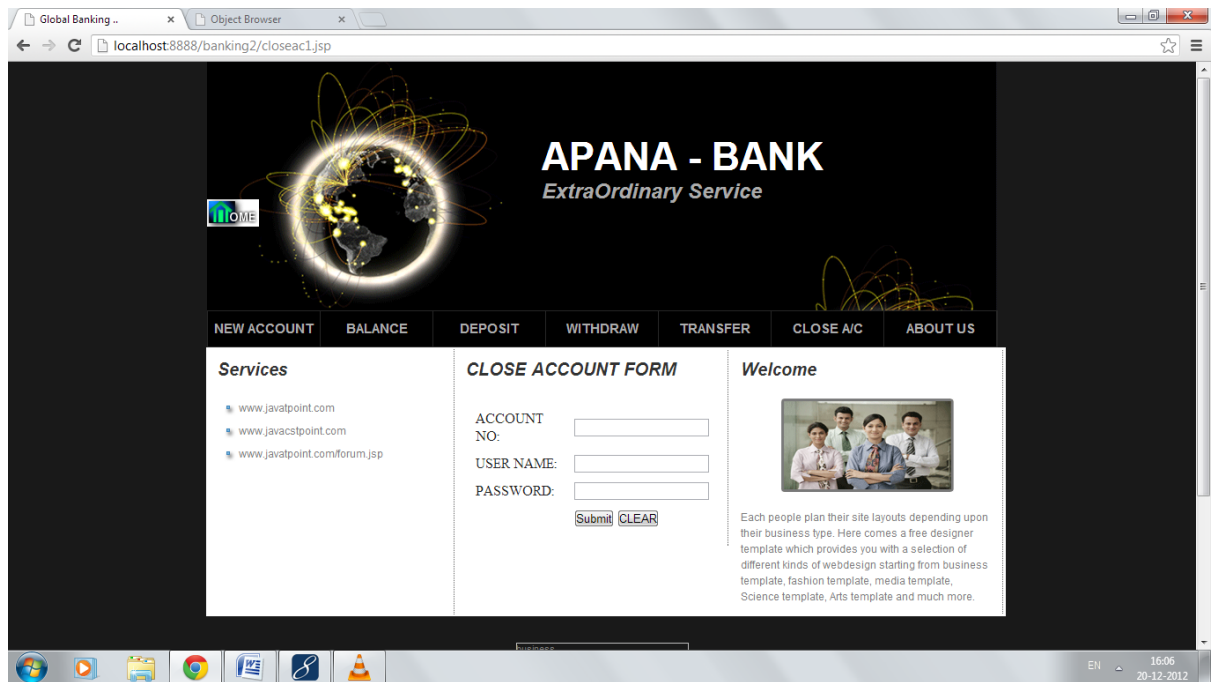 Global Banking ..
Object Browser
localhost:8888/banking2/closeac1.jsp
APANA - BANK
ExtraOrdinary Service
HOME
NEW ACCOUNT BALANCE DEPOSIT WITHDRAW TRANSFER CLOSE A/C ABOUT US
Services
www.javatpoint.com
www.javacstpoint.com
www.javatpoint.com/forum.jsp
CLOSE ACCOUNT FORM
ACCOUNT
NO:
USER NAME:
PASSWORD:
Submit CLEAR
Welcome
Each people plan their site layouts depending upon
their business type. Here comes a free designer
template which provides you with a selection of
different kinds of webdesign starting from business
template, fashion template, media template,
Science template, Arts template and much more.
business
EN
16:06
20-12-2012